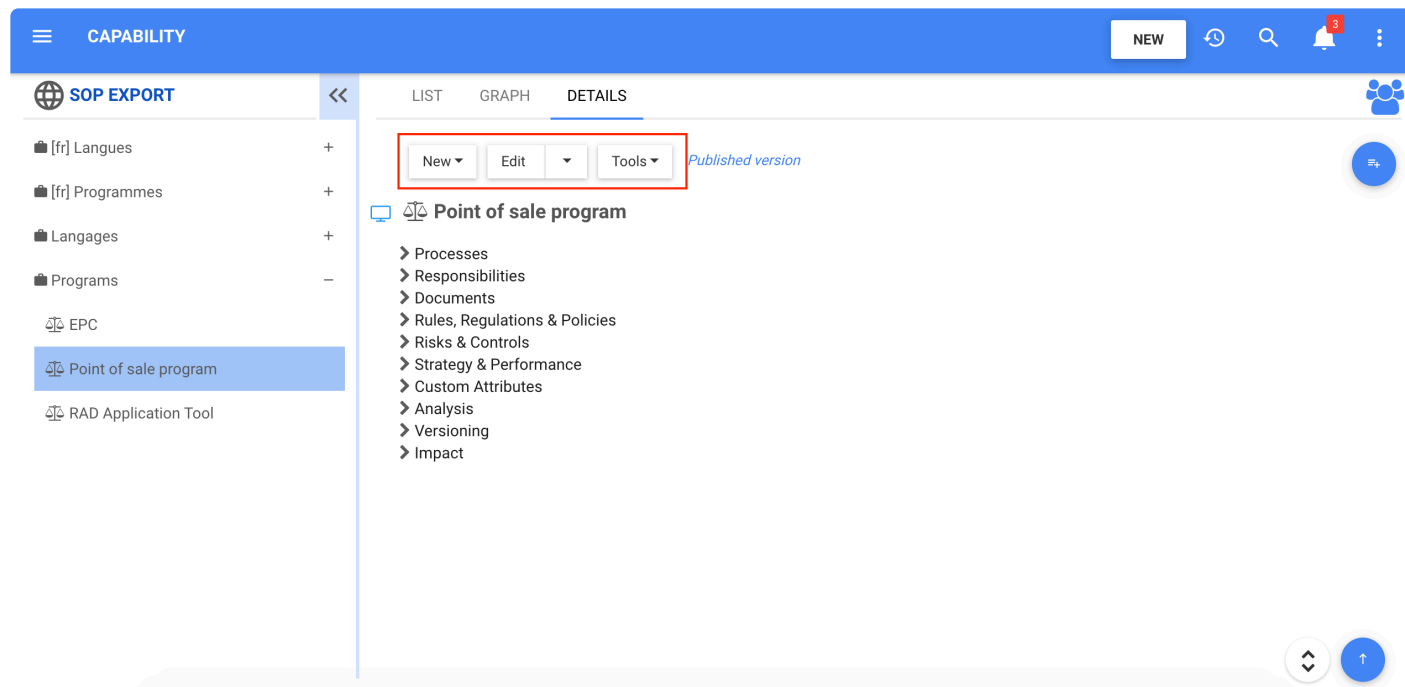 CAPABILITY
NEW
3
SOP EXPORT
LIST GRAPH DETAILS
[fr] Langues +
New Edit Tools Published version
[fr] Programmes +
Point of sale program
Langages +
Processes
Programs −
Responsibilities
Documents
EPC
Rules, Regulations & Policies
Risks & Controls
Point of sale program
Strategy & Performance
Custom Attributes
RAD Application Tool
Analysis
Versioning
Impact